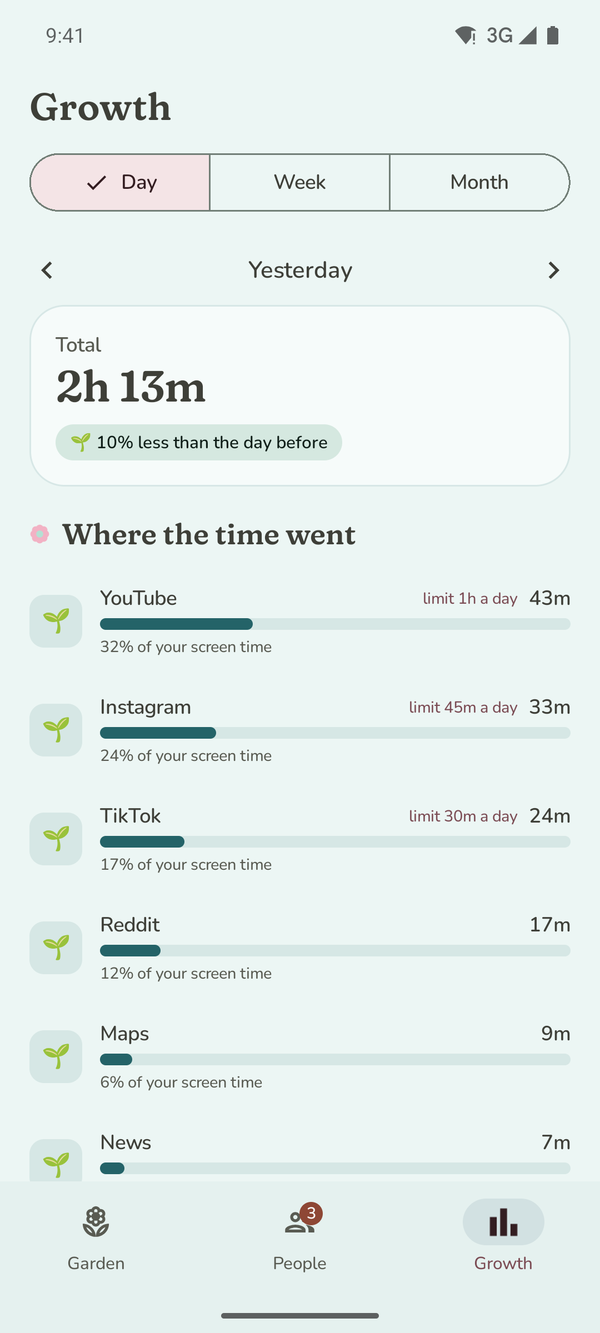 9:41
3G
Growth
Day
Week
Month
Yesterday
Total
2h 13m
🌱 10% less than the day before
Where the time went
YouTube
limit 1h a day 43m
32% of your screen time
Instagram
limit 45m a day 33m
24% of your screen time
TikTok
limit 30m a day 24m
17% of your screen time
Reddit
17m
12% of your screen time
Maps
9m
6% of your screen time
News
7m
3
Garden
People
Growth